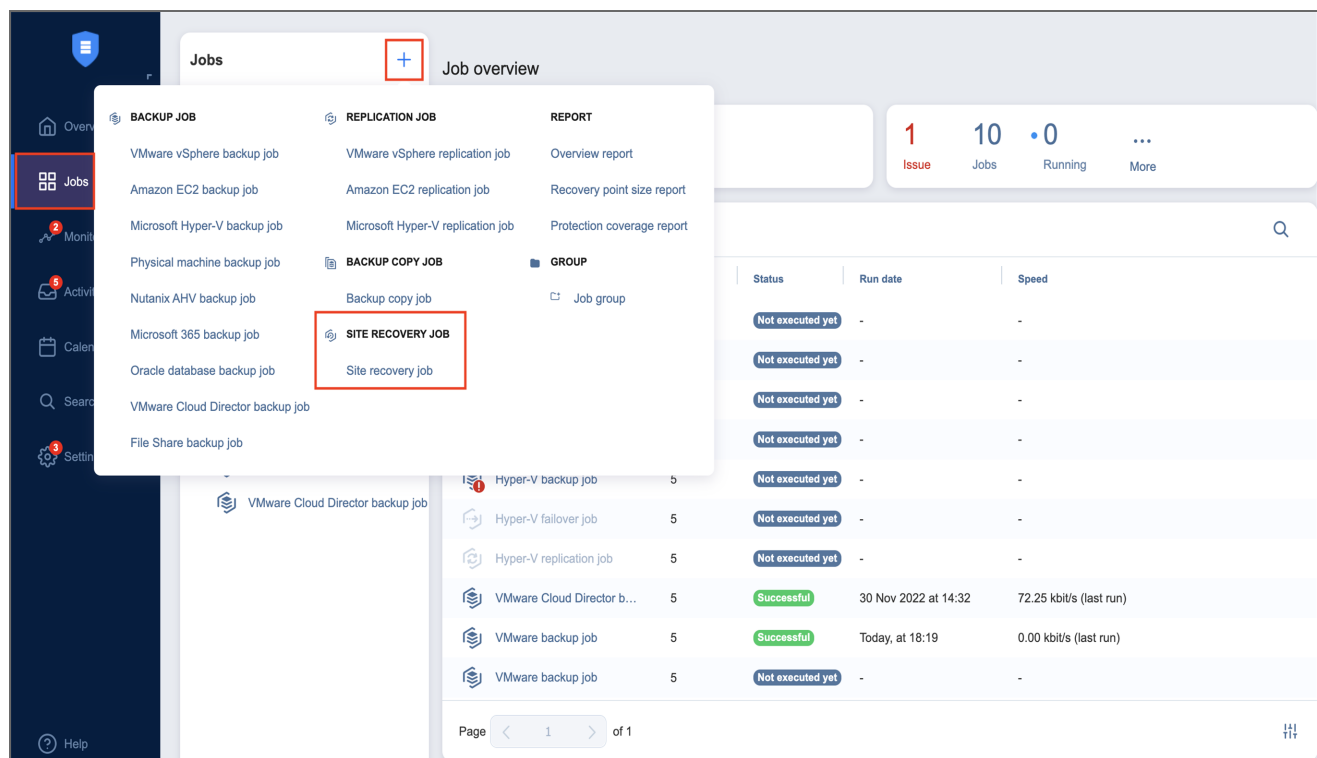 Jobs
+
Job overview
BACKUP JOB
VMware vSphere backup job
Amazon EC2 backup job
Microsoft Hyper-V backup job
Physical machine backup job
Nutanix AHV backup job
Microsoft 365 backup job
Oracle database backup job
VMware Cloud Director backup job
File Share backup job
REPLICATION JOB
VMware vSphere replication job
Amazon EC2 replication job
Microsoft Hyper-V replication job
BACKUP COPY JOB
Backup copy job
SITE RECOVERY JOB
Site recovery job
REPORT
Overview report
Recovery point size report
Protection coverage report
GROUP
Job group
Overv
Jobs
2
Monit
5
Activit
Calen
Searc
3
Settin
Help
VMware Cloud Director backup job
1 10 0 ...
Issue Jobs Running More
Status Run date Speed
Not executed yet - -
Not executed yet - -
Not executed yet - -
Not executed yet - -
Hyper-V backup job 5 Not executed yet - -
Hyper-V failover job 5 Not executed yet - -
Hyper-V replication job 5 Not executed yet - -
VMware Cloud Director b... 5 Successful 30 Nov 2022 at 14:32 72.25 kbit/s (last run)
VMware backup job 5 Successful Today, at 18:19 0.00 kbit/s (last run)
VMware backup job 5 Not executed yet - -
Page 1 of 1